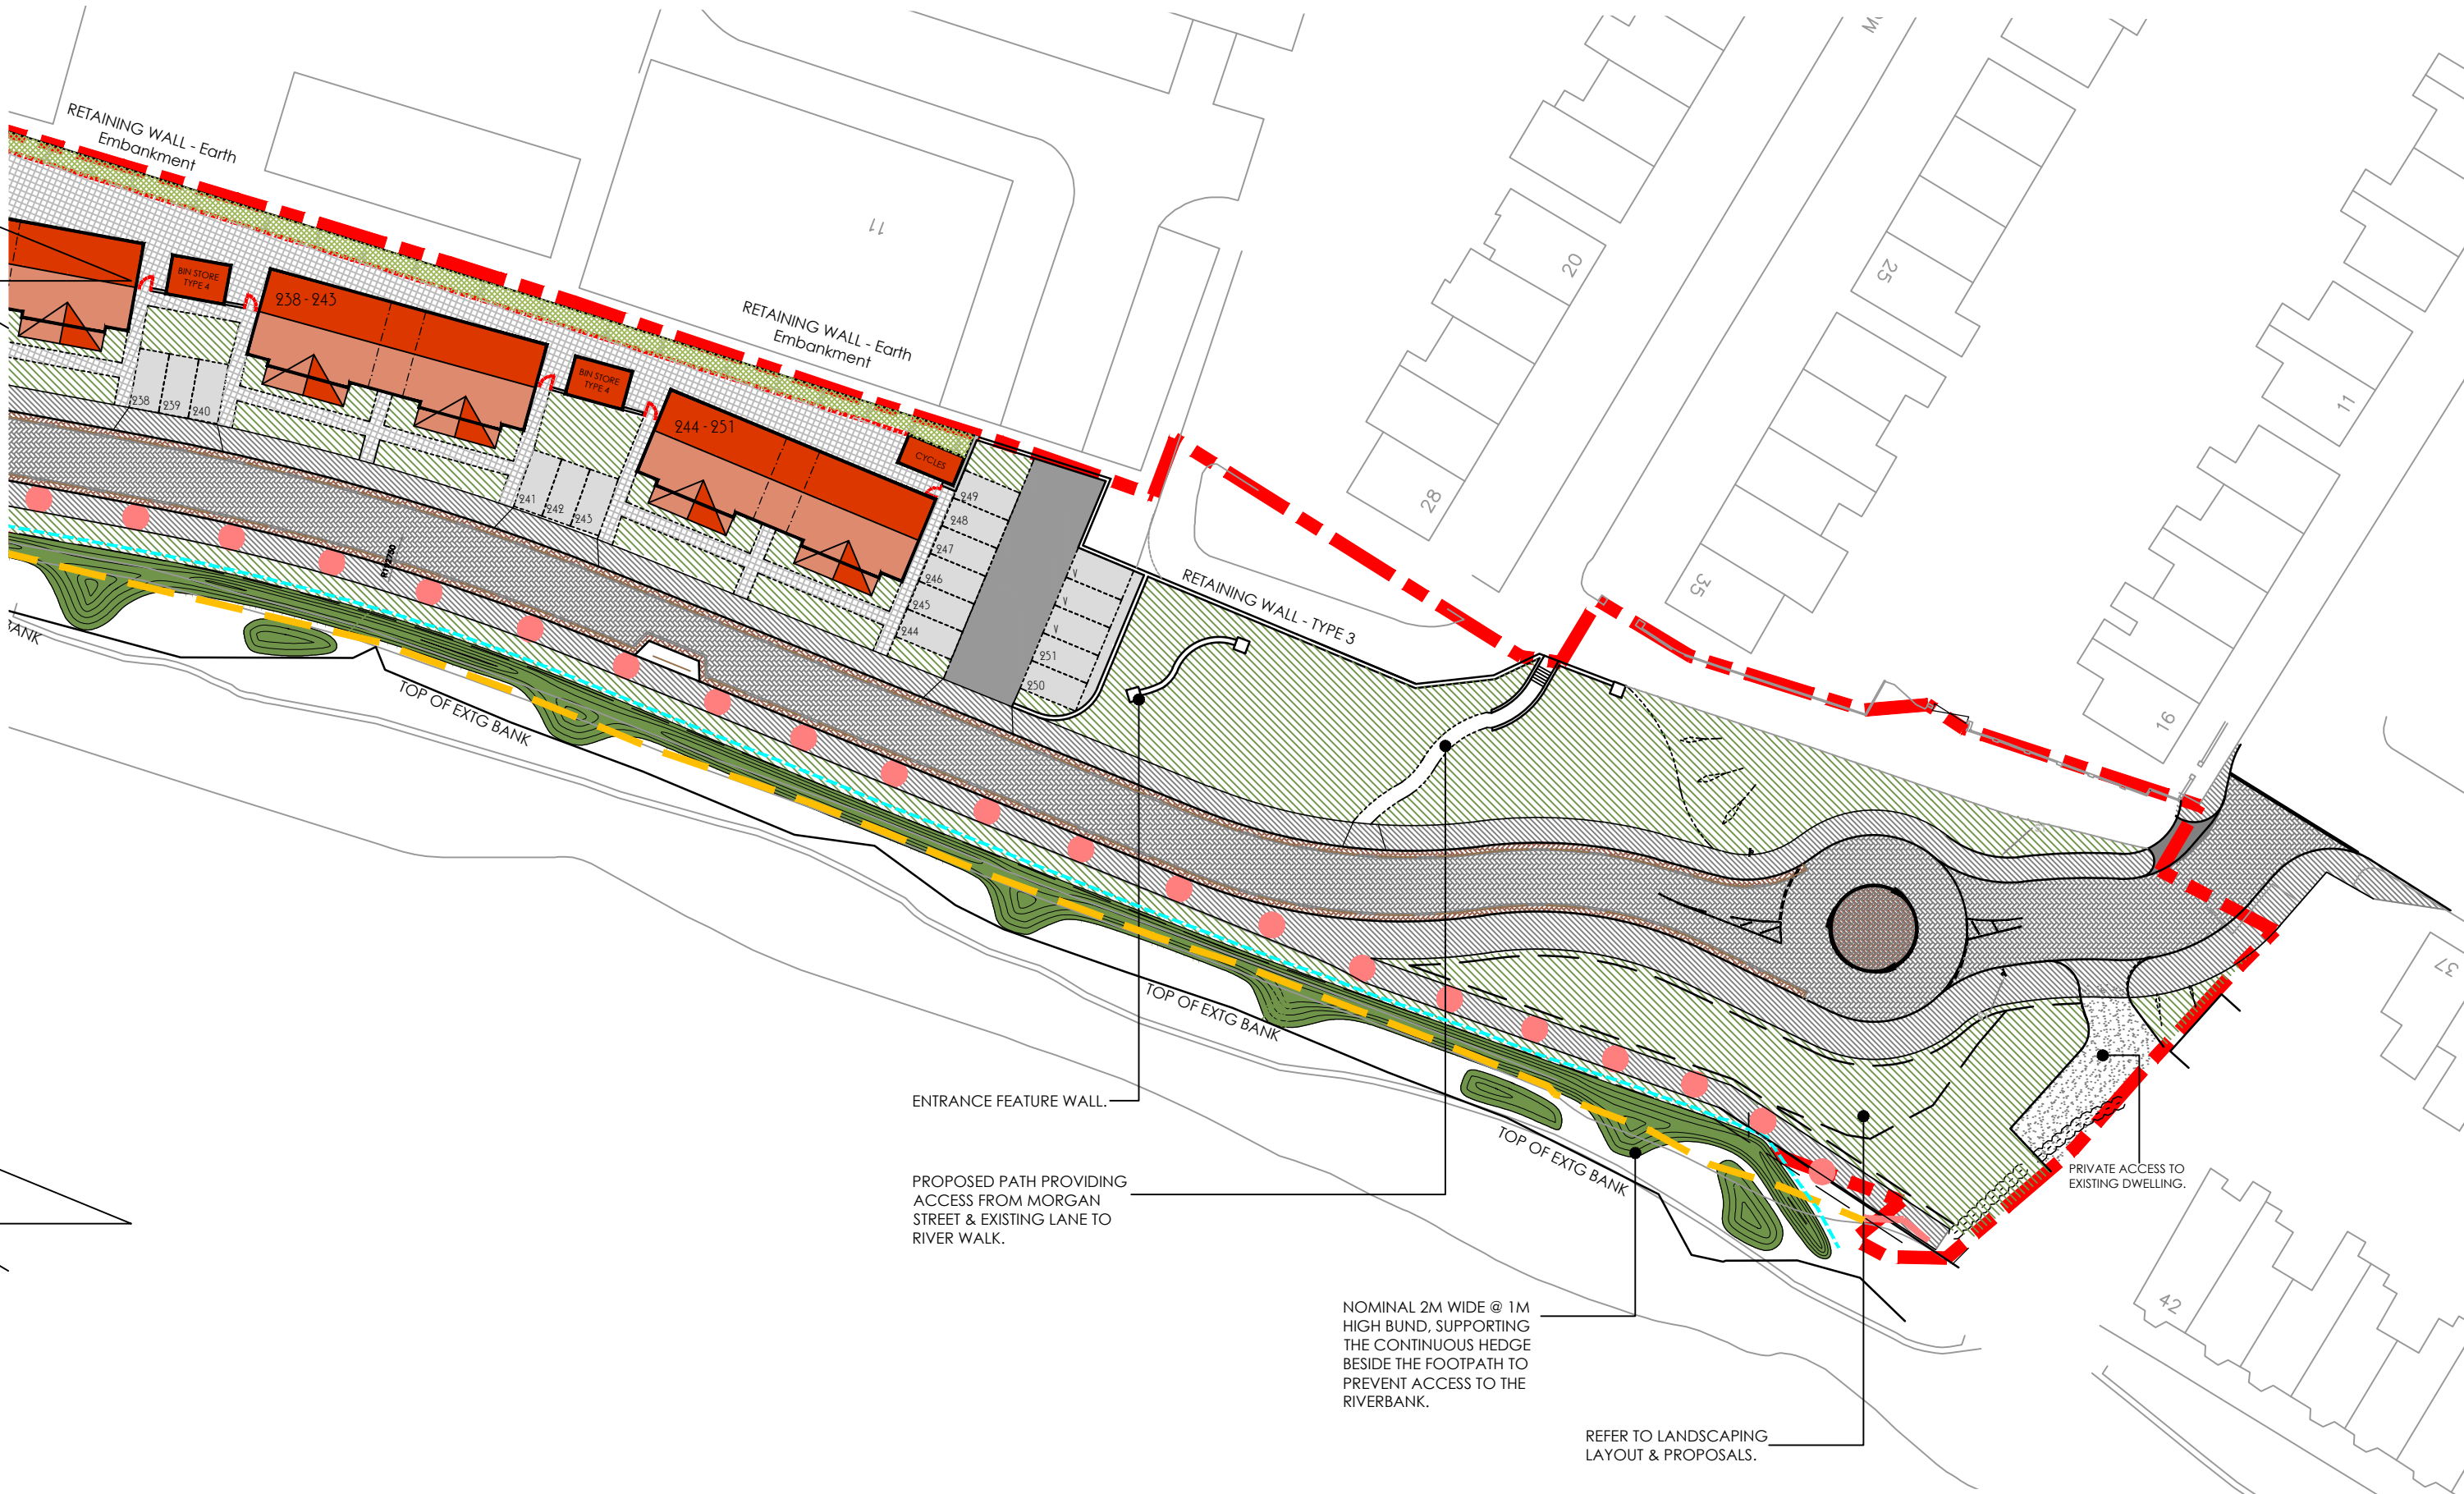 RETAINING WALL - Earth
Embankment
11
BIN STORE
TYPE 4
238 - 243
238
239
240
RETAINING WALL - Earth
Embankment
BIN STORE
TYPE 4
244 - 251
CYCLES
241
242
243
249
248
247
246
245
244
V
V
V
251
250
RETAINING WALL - TYPE 3
20
28
25
35
11
16
37
42
BANK
TOP OF EXTG BANK
TOP OF EXTG BANK
TOP OF EXTG BANK
ENTRANCE FEATURE WALL.
PROPOSED PATH PROVIDING
ACCESS FROM MORGAN
STREET & EXISTING LANE TO
RIVER WALK.
NOMINAL 2M WIDE @ 1M
HIGH BUND, SUPPORTING
THE CONTINUOUS HEDGE
BESIDE THE FOOTPATH TO
PREVENT ACCESS TO THE
RIVERBANK.
REFER TO LANDSCAPING
LAYOUT & PROPOSALS.
PRIVATE ACCESS TO
EXISTING DWELLING.